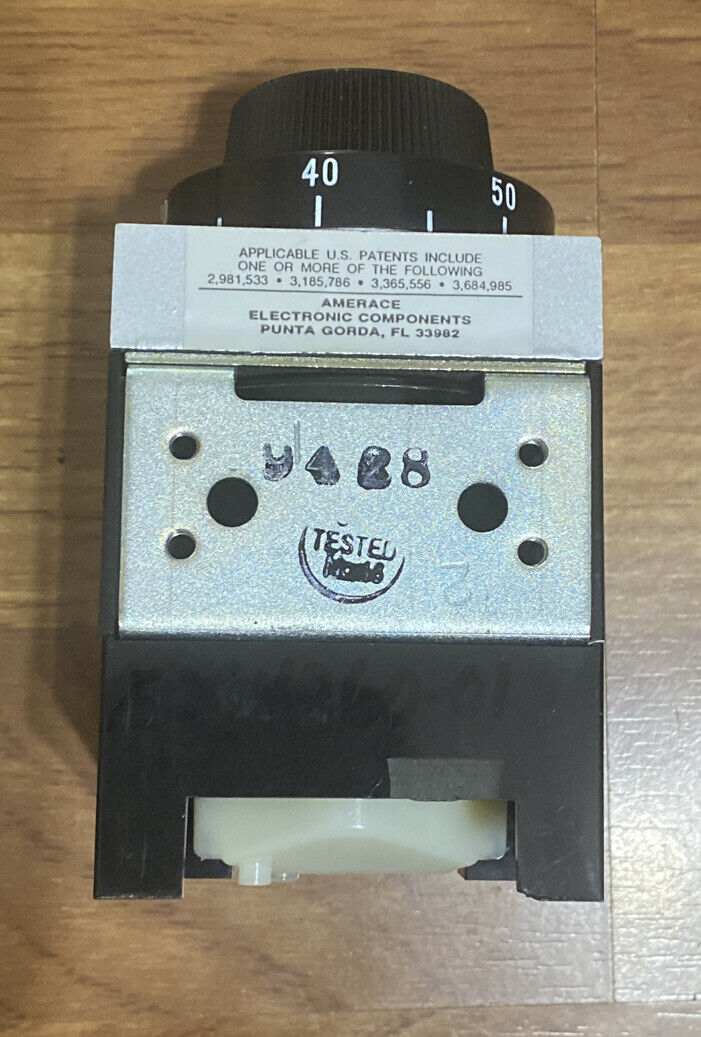 40
50
APPLICABLE U.S. PATENTS INCLUDE
ONE OR MORE OF THE FOLLOWING
2,981,533 • 3,185,786 • 3,365,556 • 3,684,985
AMERACE
ELECTRONIC COMPONENTS
PUNTA GORDA, FL 33982
9428
TESTED